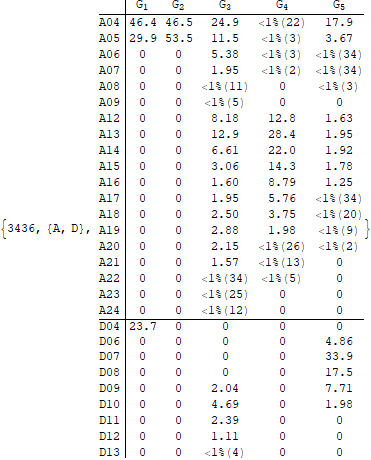 G1 G2 G3 G4 G5
A04 46.4 46.5 24.9 <1%(22) 17.9
A05 29.9 53.5 11.5 <1%(3) 3.67
A06 0 0 5.38 <1%(3) <1%(34)
A07 0 0 1.95 <1%(2) <1%(34)
A08 0 0 <1%(11) 0 <1%(3)
A09 0 0 <1%(5) 0 0
A12 0 0 8.18 12.8 1.63
A13 0 0 12.9 28.4 1.95
A14 0 0 6.61 22.0 1.92
A15 0 0 3.06 14.3 1.78
A16 0 0 1.60 8.79 1.25
A17 0 0 1.95 5.76 <1%(34)
A18 0 0 2.50 3.75 <1%(20)
{3436, {A, D}, A19 0 0 2.88 1.98 <1%(9) }
A20 0 0 2.15 <1%(26) <1%(2)
A21 0 0 1.57 <1%(13) 0
A22 0 0 <1%(34) <1%(5) 0
A23 0 0 <1%(25) 0 0
A24 0 0 <1%(12) 0 0
D04 23.7 0 0 0 0
D06 0 0 0 0 4.86
D07 0 0 0 0 33.9
D08 0 0 0 0 17.5
D09 0 0 2.04 0 7.71
D10 0 0 4.69 0 1.98
D11 0 0 2.39 0 0
D12 0 0 1.11 0 0
D13 0 0 <1%(4) 0 0